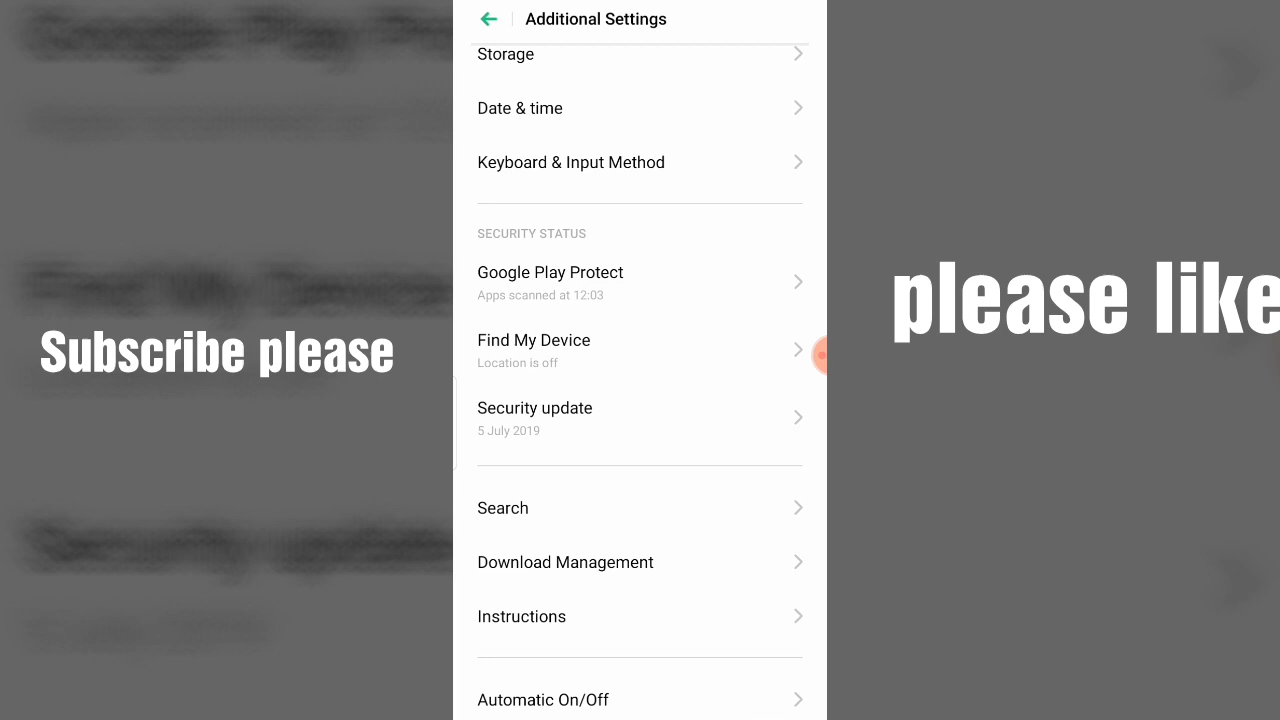 Additional Settings
Storage
Date & time
Keyboard & Input Method
SECURITY STATUS
Google Play Protect
Apps scanned at 12:03
Find My Device
Location is off
Security update
5 July 2019
Search
Download Management
Instructions
Automatic On/Off
Subscribe please
please like